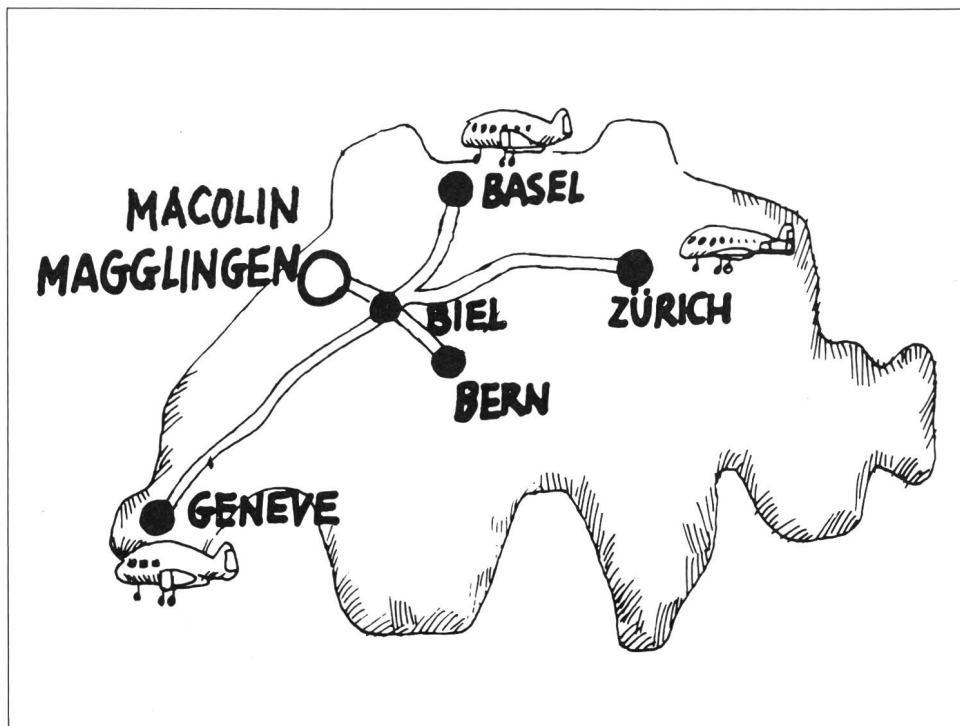 BASEL
MACOLIN
MAGGLINGEN
ZÜRICH
BIEL
BERN
GENEVE